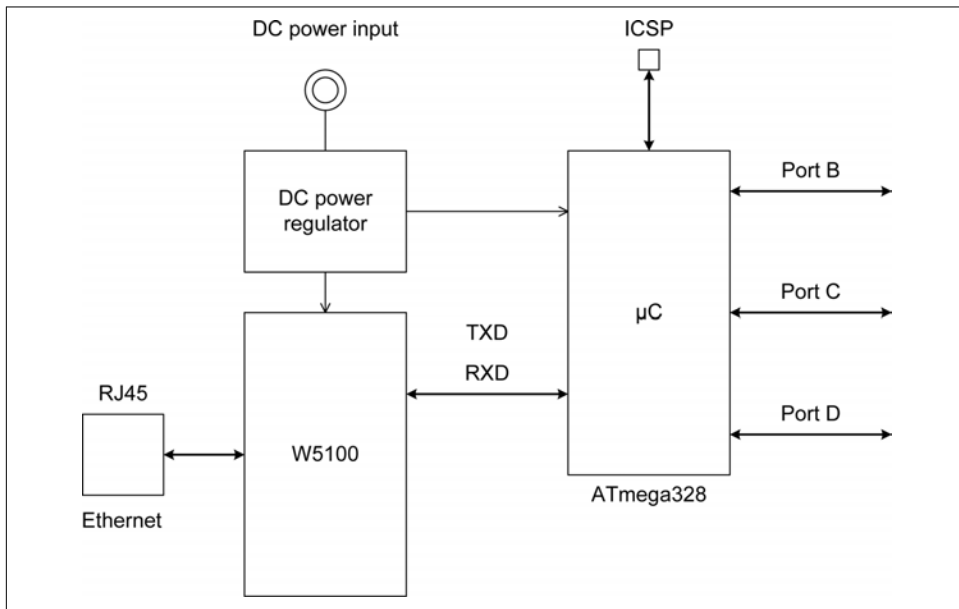 DC power input
ICSP
DC power
regulator
Port B
µC
Port C
TXD
RXD
RJ45
Port D
W5100
ATmega328
Ethernet